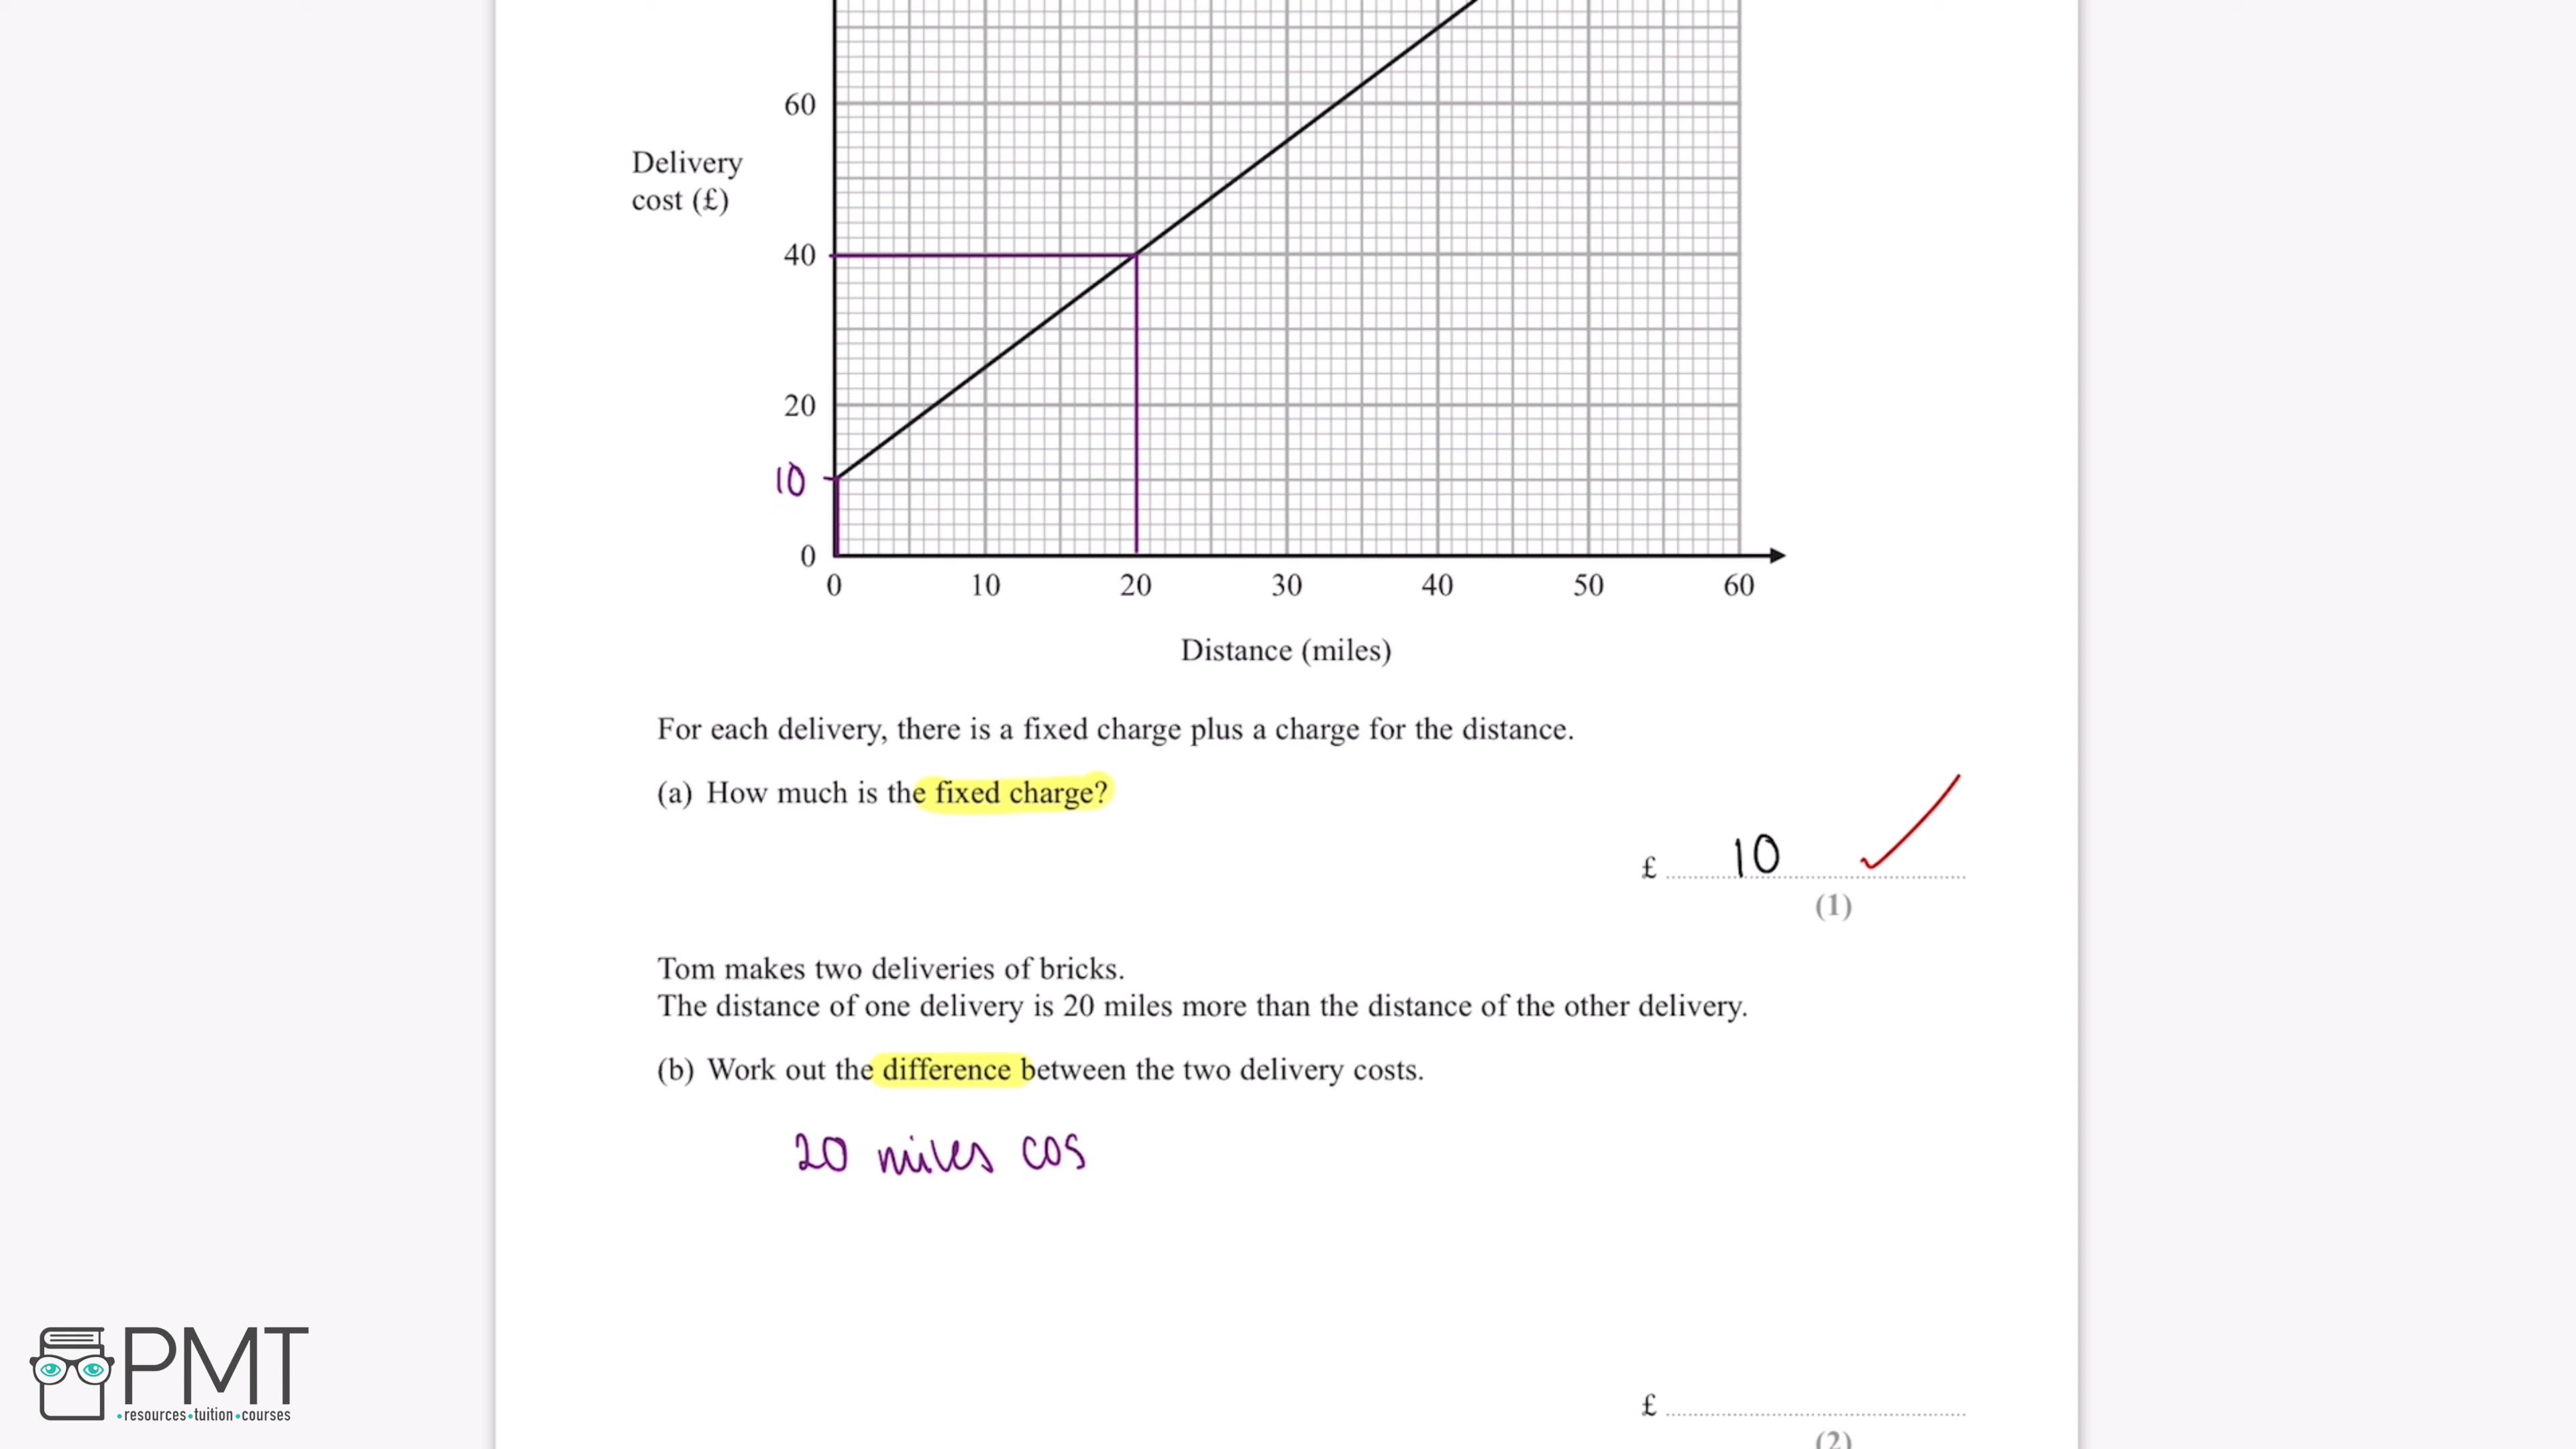 60
Delivery
cost (£)
40
20
10
0
0 10 20 30 40 50 60
Distance (miles)
For each delivery, there is a fixed charge plus a charge for the distance.
(a) How much is the fixed charge?
£ 10
(1)
Tom makes two deliveries of bricks.
The distance of one delivery is 20 miles more than the distance of the other delivery.
(b) Work out the difference between the two delivery costs.
20 miles cos
£
(2)
PMT
•resources•tuition•courses